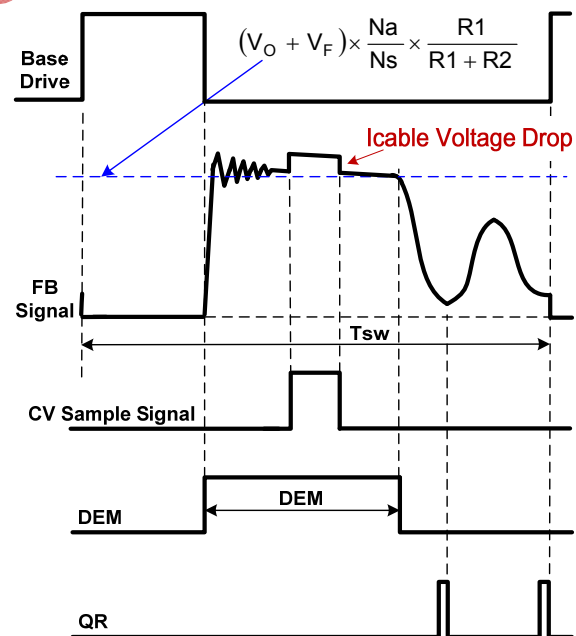 (V_O + V_F) × Na/Ns × R1/(R1 + R2)
Base
Drive
Icable Voltage Drop
FB
Signal
Tsw
CV Sample Signal
DEM
DEM
QR